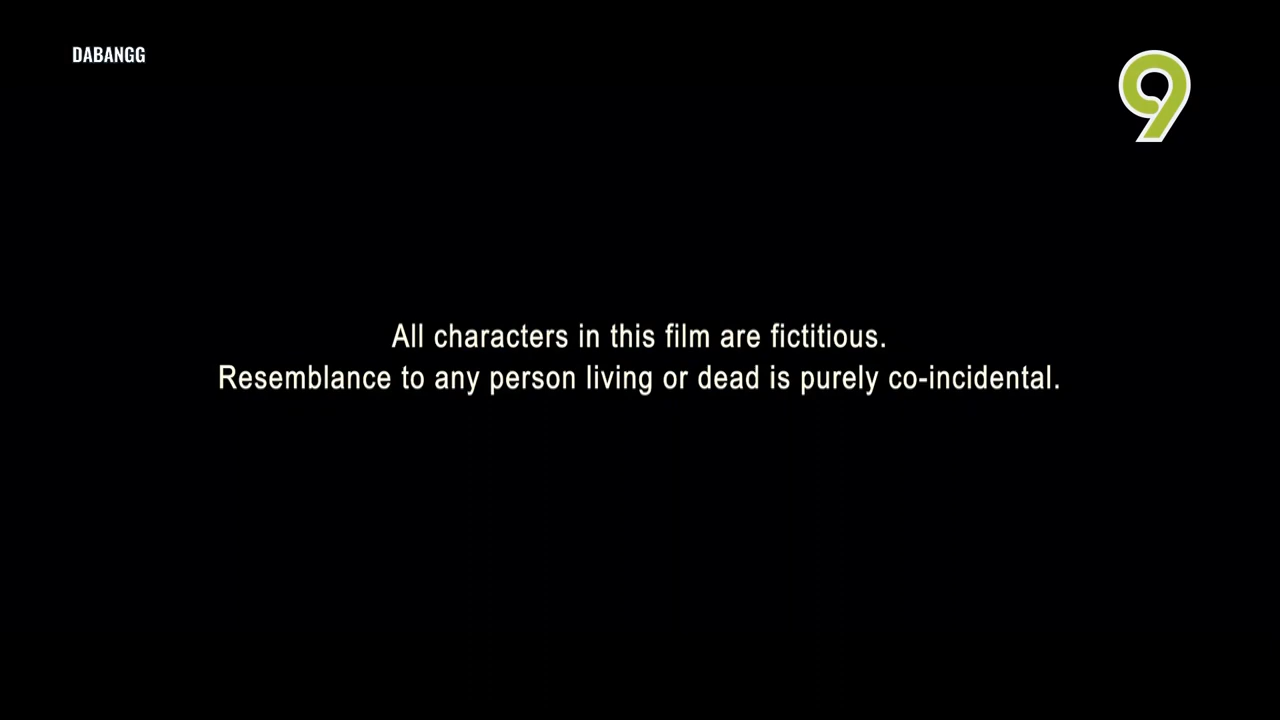 DABANGG
9
All characters in this film are fictitious.
Resemblance to any person living or dead is purely co-incidental.